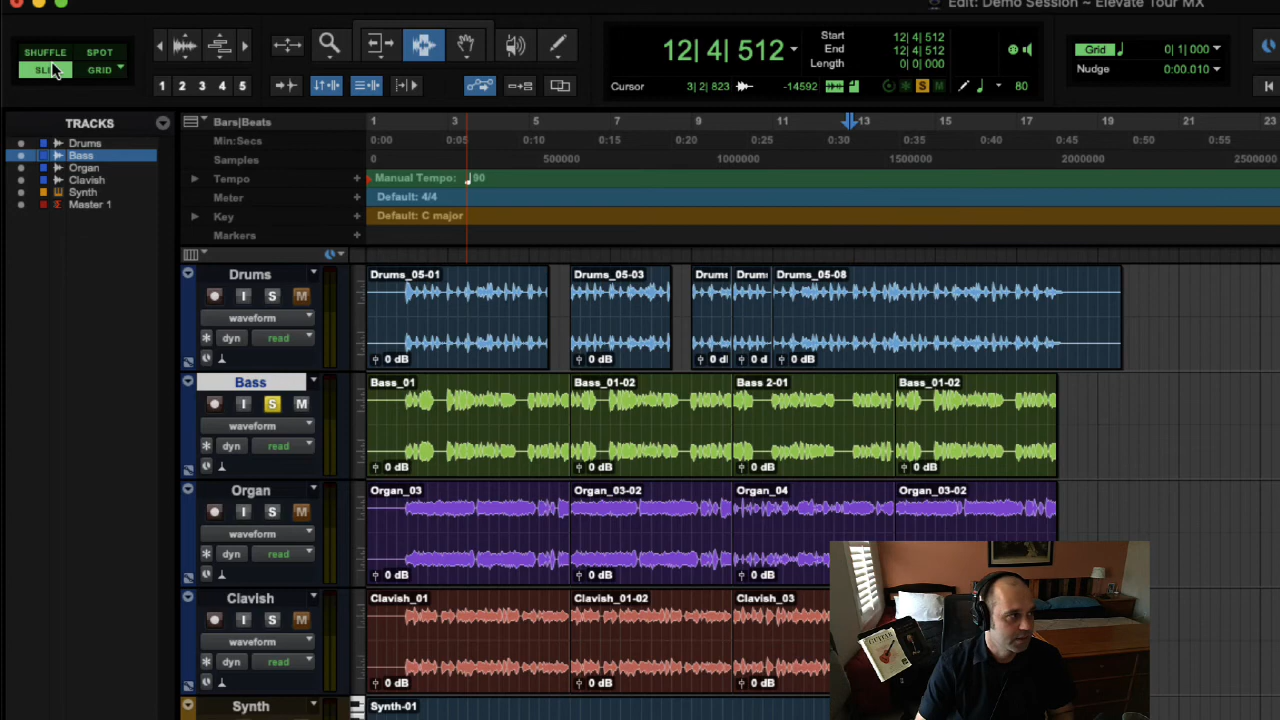 Edit: Demo Session ~ Elevate Tour MX
SHUFFLE SPOT
SLIP GRID
1 2 3 4 5
12| 4| 512
Start 12| 4| 512
End 12| 4| 512
Length 0| 0| 000
Cursor 3| 2| 823 -14592 S M 80
Grid 0| 1| 000
Nudge 0:00.010
TRACKS
Drums
Bass
Organ
Clavish
Synth
Master 1
Bars|Beats 1 3 5 7 9 11 13 15 17 19 21 23
Min:Secs 0:00 0:05 0:10 0:15 0:20 0:25 0:30 0:35 0:40 0:45 0:50 0:55
Samples 0 500000 1000000 1500000 2000000 2500000
Tempo Manual Tempo: 90
Meter Default: 4/4
Key Default: C major
Markers
Drums Drums_05-01 Drums_05-03 Drums Drums Drums_05-08
I S M
waveform
dyn read 0 dB 0 dB 0 d 0 d 0 dB
Bass Bass_01 Bass_01-02 Bass 2-01 Bass_01-02
I S M
waveform
dyn read
0 dB 0 dB 0 dB 0 dB
Organ Organ_03 Organ_03-02 Organ_04 Organ_03-02
I S M
waveform
dyn read
0 dB 0 dB 0 dB
Clavish Clavish_01 Clavish_01-02 Clavish_03
I S M
waveform
dyn read
0 dB 0 dB 0 dB
GUITAR
Synth Synth-01